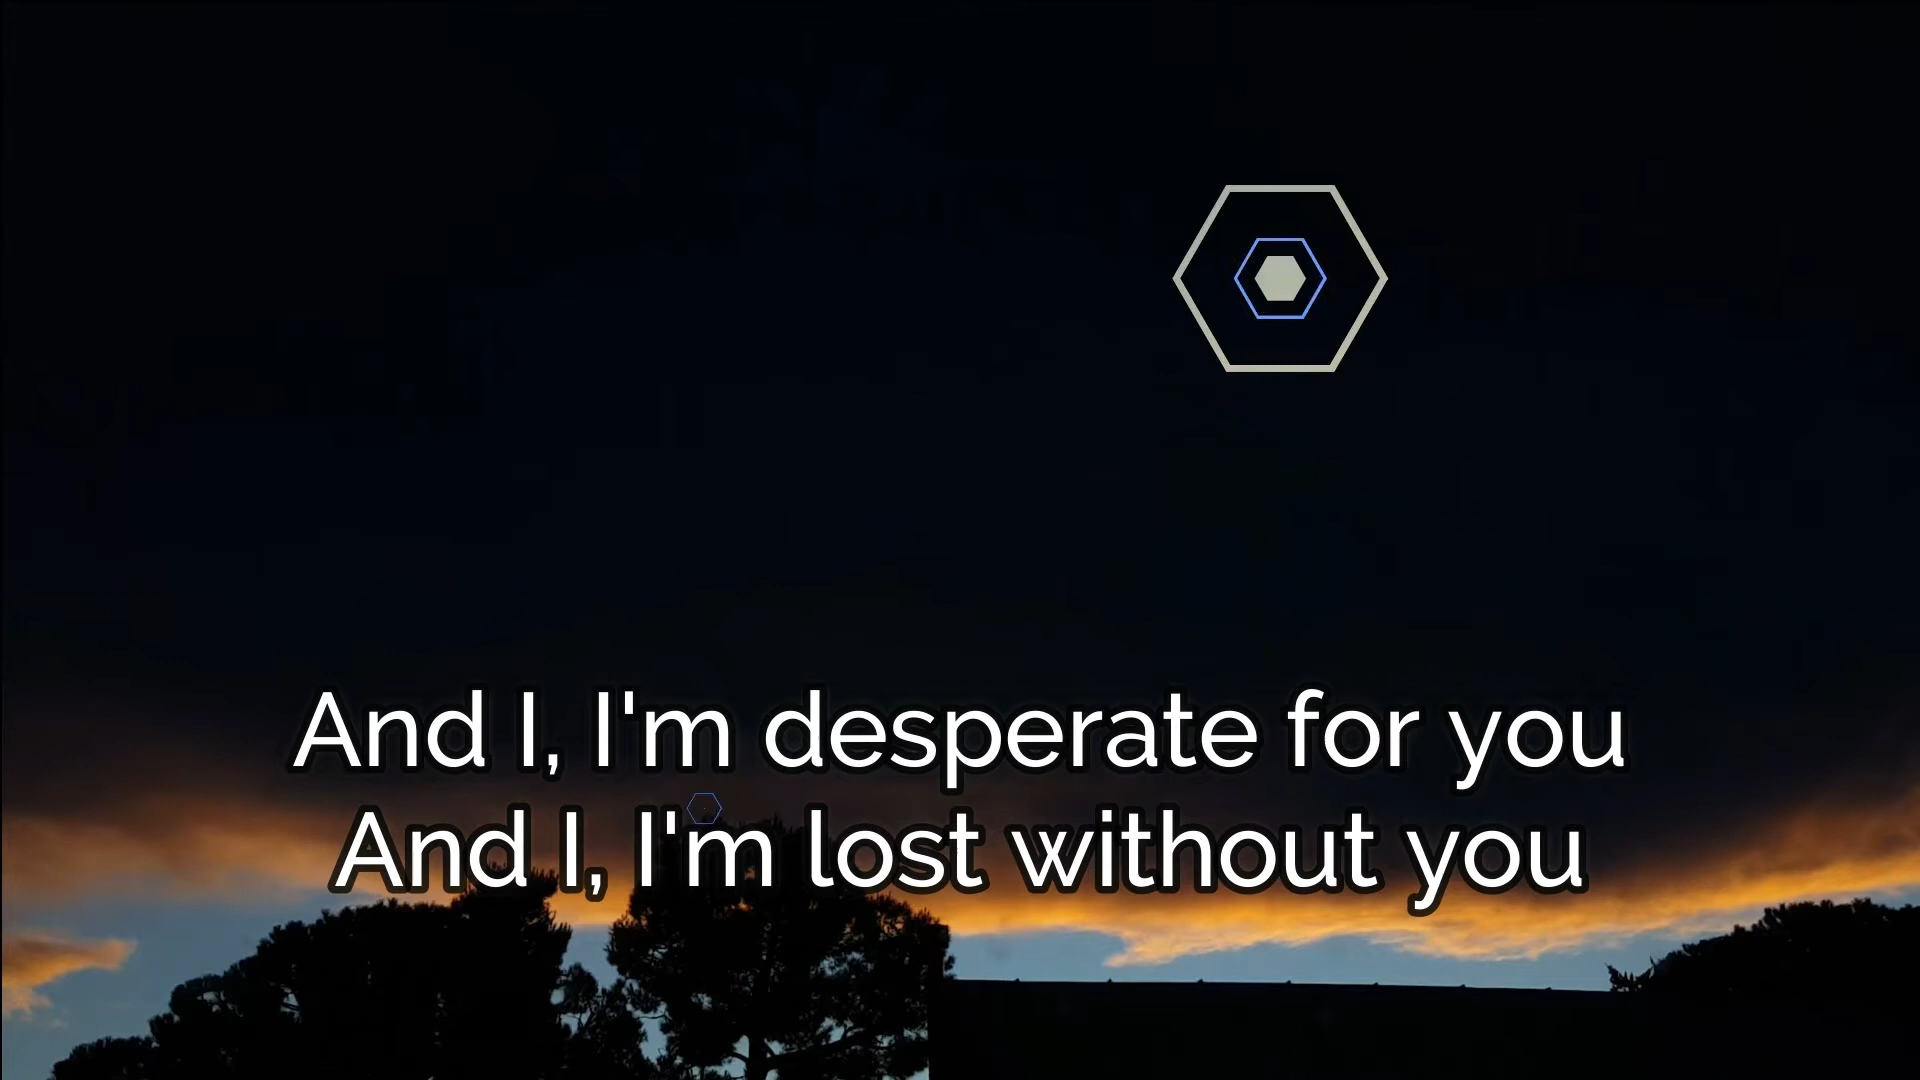 And I, I'm desperate for you
And I, I'm lost without you